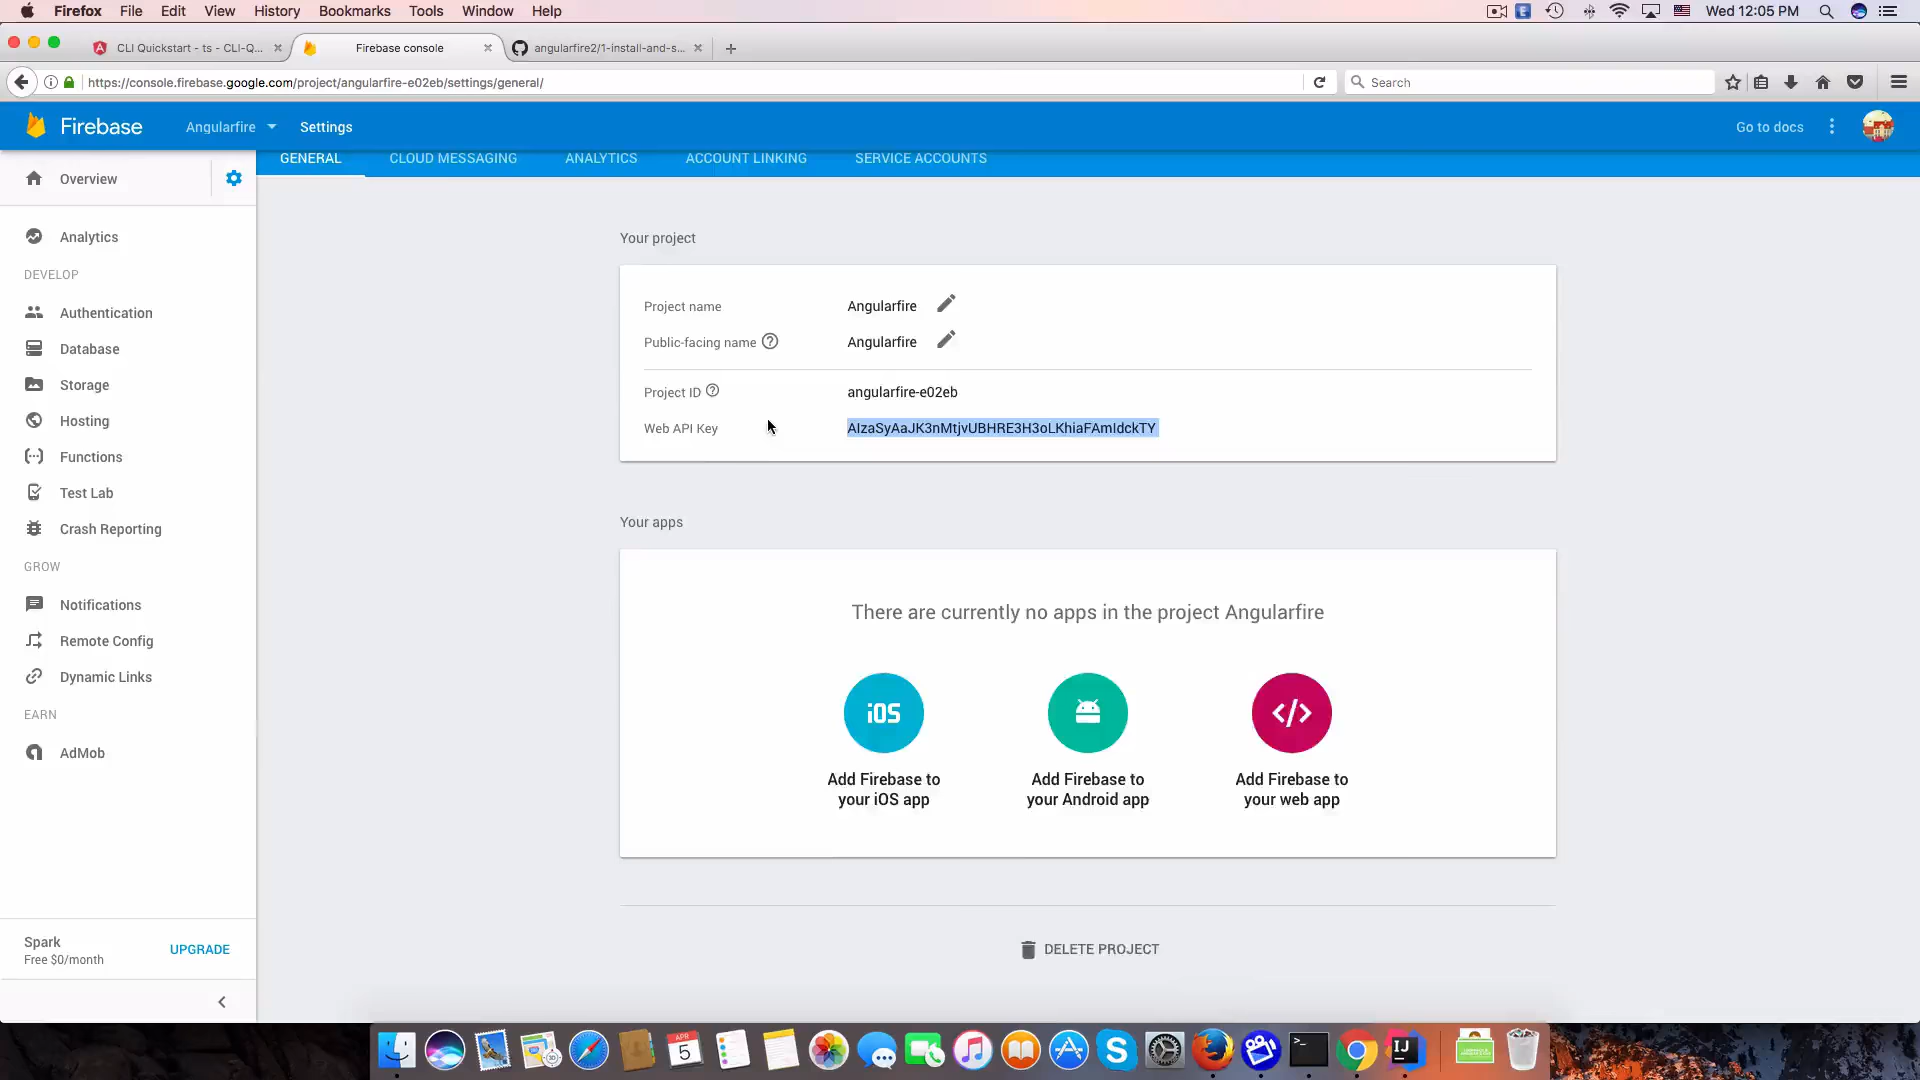 Firefox File Edit View History Bookmarks Tools Window Help
Wed 12:05 PM
CLI Quickstart - ts - CLI-Q...
Firebase console
angularfire2/1-install-and-s...
https://console.firebase.google.com/project/angularfire-e02eb/settings/general/
Search
Firebase
Angularfire
Settings
Go to docs
GENERAL
CLOUD MESSAGING
ANALYTICS
ACCOUNT LINKING
SERVICE ACCOUNTS
Overview
Analytics
DEVELOP
Authentication
Database
Storage
Hosting
Functions
Test Lab
Crash Reporting
GROW
Notifications
Remote Config
Dynamic Links
EARN
AdMob
Spark
Free $0/month
UPGRADE
Your project
Project name Angularfire
Public-facing name Angularfire
Project ID angularfire-e02eb
Web API Key AIzaSyAaJK3nMtjvUBHRE3H3oLKhiaFAmIdckTY
Your apps
There are currently no apps in the project Angularfire
iOS
Add Firebase to
your iOS app
Add Firebase to
your Android app
</>
Add Firebase to
your web app
DELETE PROJECT
APR
5
IJ